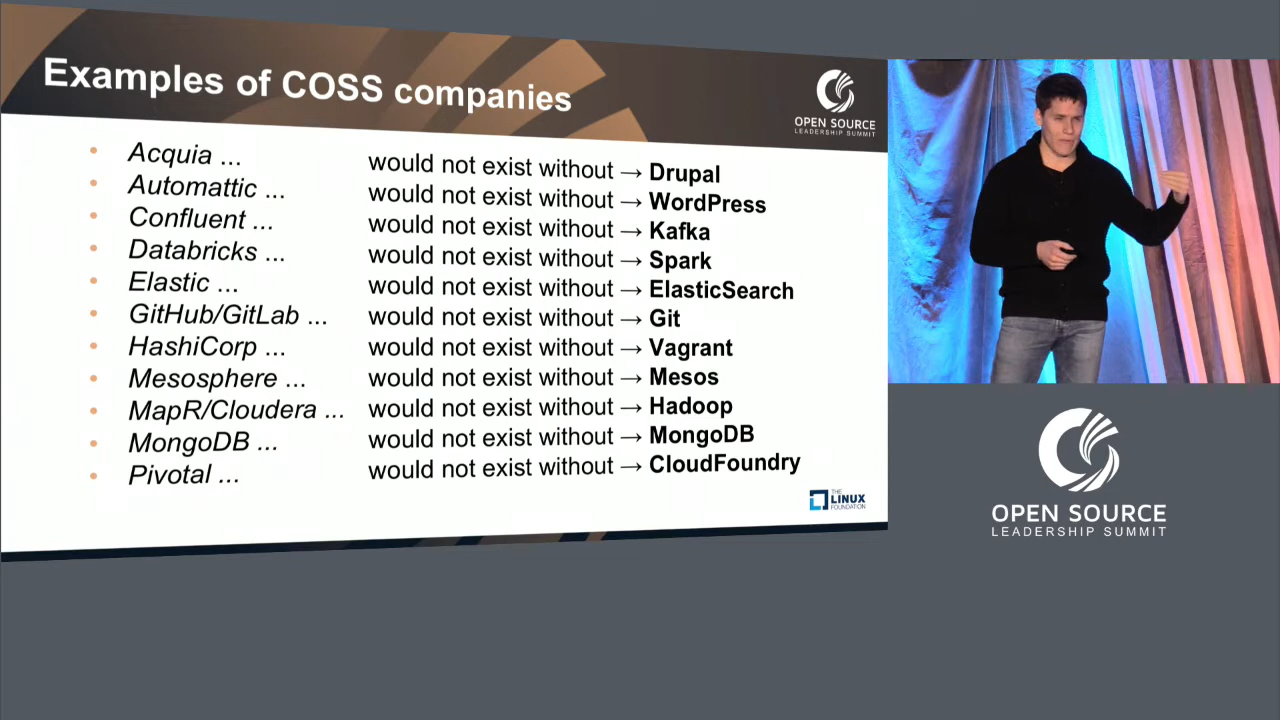 Examples of COSS companies
OPEN SOURCE
LEADERSHIP SUMMIT
• Acquia ... would not exist without → Drupal
• Automattic ... would not exist without → WordPress
• Confluent ... would not exist without → Kafka
• Databricks ... would not exist without → Spark
• Elastic ... would not exist without → ElasticSearch
• GitHub/GitLab ... would not exist without → Git
• HashiCorp ... would not exist without → Vagrant
• Mesosphere ... would not exist without → Mesos
• MapR/Cloudera ... would not exist without → Hadoop
• MongoDB ... would not exist without → MongoDB
• Pivotal ... would not exist without → CloudFoundry
THE
LINUX
FOUNDATION
OPEN SOURCE
LEADERSHIP SUMMIT